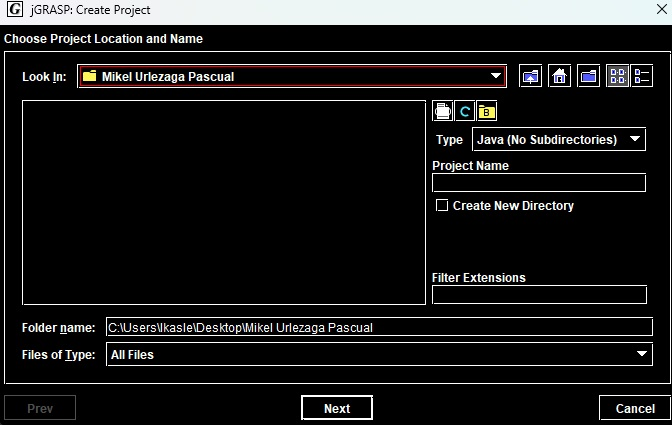 G jGRASP: Create Project
Choose Project Location and Name
Look In: Mikel Urlezaga Pascual
C B
Type Java (No Subdirectories)
Project Name
Create New Directory
Filter Extensions
Folder name: C:\Users\Ikasle\Desktop\Mikel Urlezaga Pascual
Files of Type: All Files
Prev Next Cancel